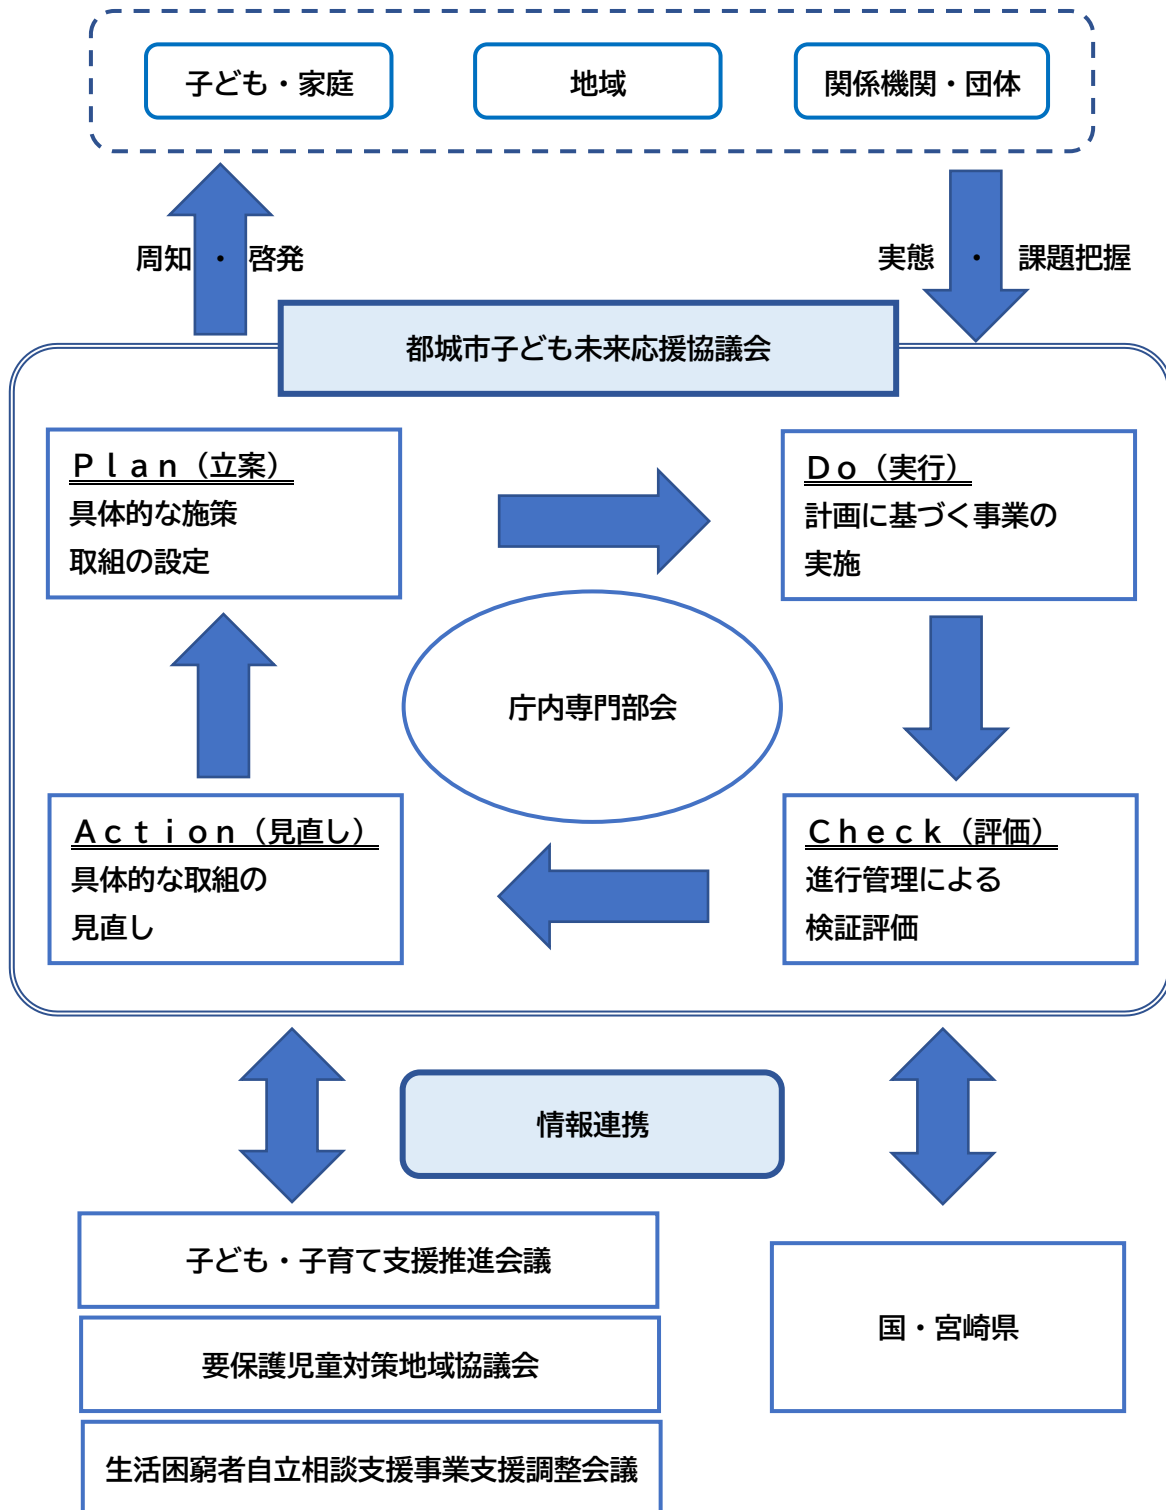 子ども・家庭
地域
関係機関・団体
周知・啓発
実態・課題把握
都城市子ども未来応援協議会
Ｐｌａｎ（立案）
具体的な施策
取組の設定
Ｄｏ（実行）
計画に基づく事業の
実施
庁内専門部会
Ａｃｔｉｏｎ（見直し）
具体的な取組の
見直し
Ｃｈｅｃｋ（評価）
進行管理による
検証評価
情報連携
子ども・子育て支援推進会議
要保護児童対策地域協議会
生活困窮者自立相談支援事業支援調整会議
国・宮崎県